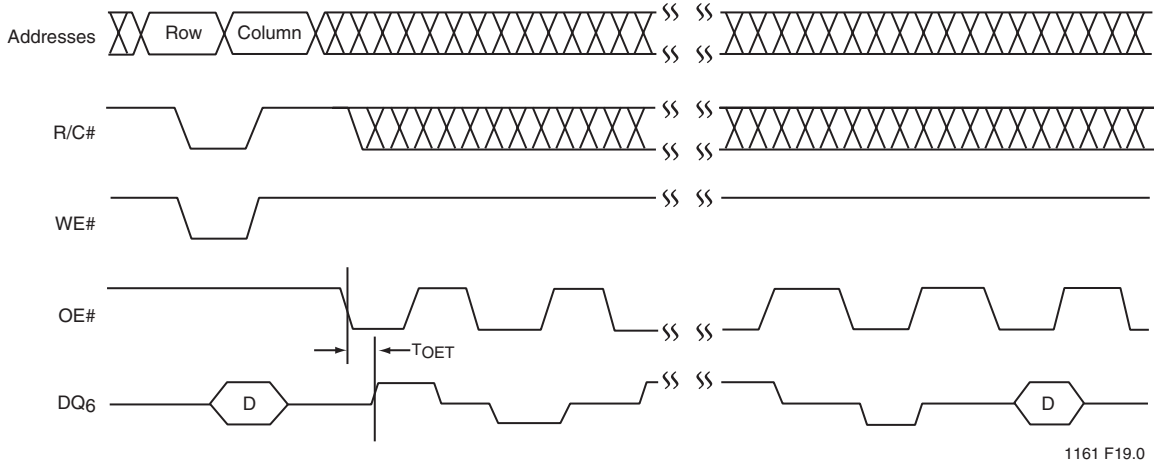 Addresses
Row
Column
R/C#
WE#
OE#
TOET
DQ6
D
D
1161 F19.0